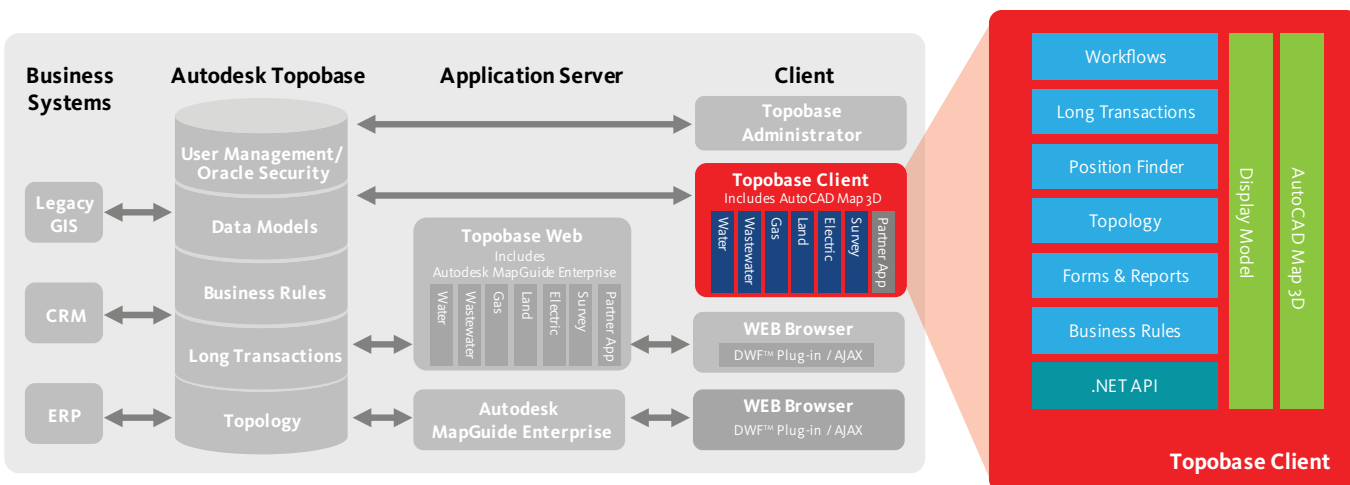 Business
Systems
Autodesk Topobase
Application Server
Client
Legacy
GIS
CRM
ERP
User Management/
Oracle Security
Data Models
Business Rules
Long Transactions
Topology
Topobase Web
Includes
Autodesk MapGuide Enterprise
Water
Wastewater
Gas
Land
Electric
Survey
Partner App
Autodesk
MapGuide Enterprise
Topobase
Administrator
Topobase Client
Includes AutoCAD Map 3D
Water
Wastewater
Gas
Land
Electric
Survey
Partner App
WEB Browser
DWF™ Plug-in / AJAX
WEB Browser
DWF™ Plug-in / AJAX
Workflows
Long Transactions
Position Finder
Topology
Forms & Reports
Business Rules
.NET API
Display Model
AutoCAD Map 3D
Topobase Client